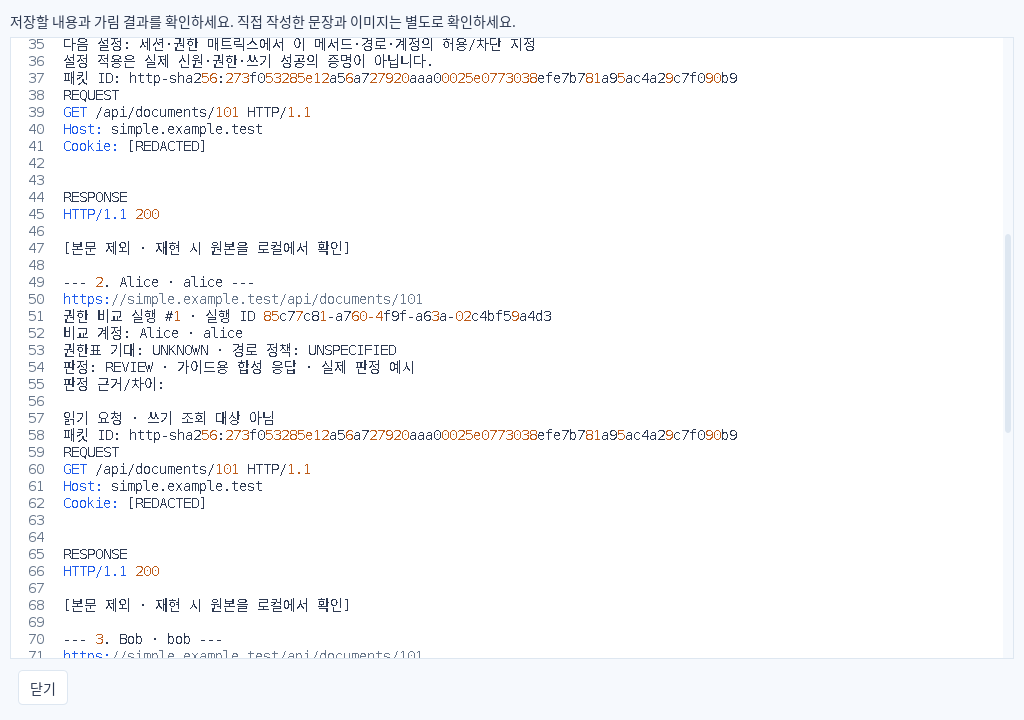 저장할 내용과 가림 결과를 확인하세요. 직접 작성한 문장과 이미지는 별도로 확인하세요.
35 다음 설정: 세션·권한 매트릭스에서 이 메서드·경로·계정의 허용/차단 지정
36 설정 적용은 실제 신원·권한·쓰기 성공의 증명이 아닙니다.
37 패킷 ID: http-sha256:273f053285e12a56a727920aaa00025e0773038efe7b781a95ac4a29c7f090b9
38 REQUEST
39 GET /api/documents/101 HTTP/1.1
40 Host: simple.example.test
41 Cookie: [REDACTED]
42
43
44 RESPONSE
45 HTTP/1.1 200
46
47 [본문 제외 · 재현 시 원본을 로컬에서 확인]
48
49 --- 2. Alice · alice ---
50 https://simple.example.test/api/documents/101
51 권한 비교 실행 #1 · 실행 ID 85c77c81-a760-4f9f-a63a-02c4bf59a4d3
52 비교 계정: Alice · alice
53 권한표 기대: UNKNOWN · 경로 정책: UNSPECIFIED
54 판정: REVIEW · 가이드용 합성 응답 · 실제 판정 예시
55 판정 근거/차이:
56
57 읽기 요청 · 쓰기 조회 대상 아님
58 패킷 ID: http-sha256:273f053285e12a56a727920aaa00025e0773038efe7b781a95ac4a29c7f090b9
59 REQUEST
60 GET /api/documents/101 HTTP/1.1
61 Host: simple.example.test
62 Cookie: [REDACTED]
63
64
65 RESPONSE
66 HTTP/1.1 200
67
68 [본문 제외 · 재현 시 원본을 로컬에서 확인]
69
70 --- 3. Bob · bob ---
71 https://simple.example.test/api/documents/101
닫기